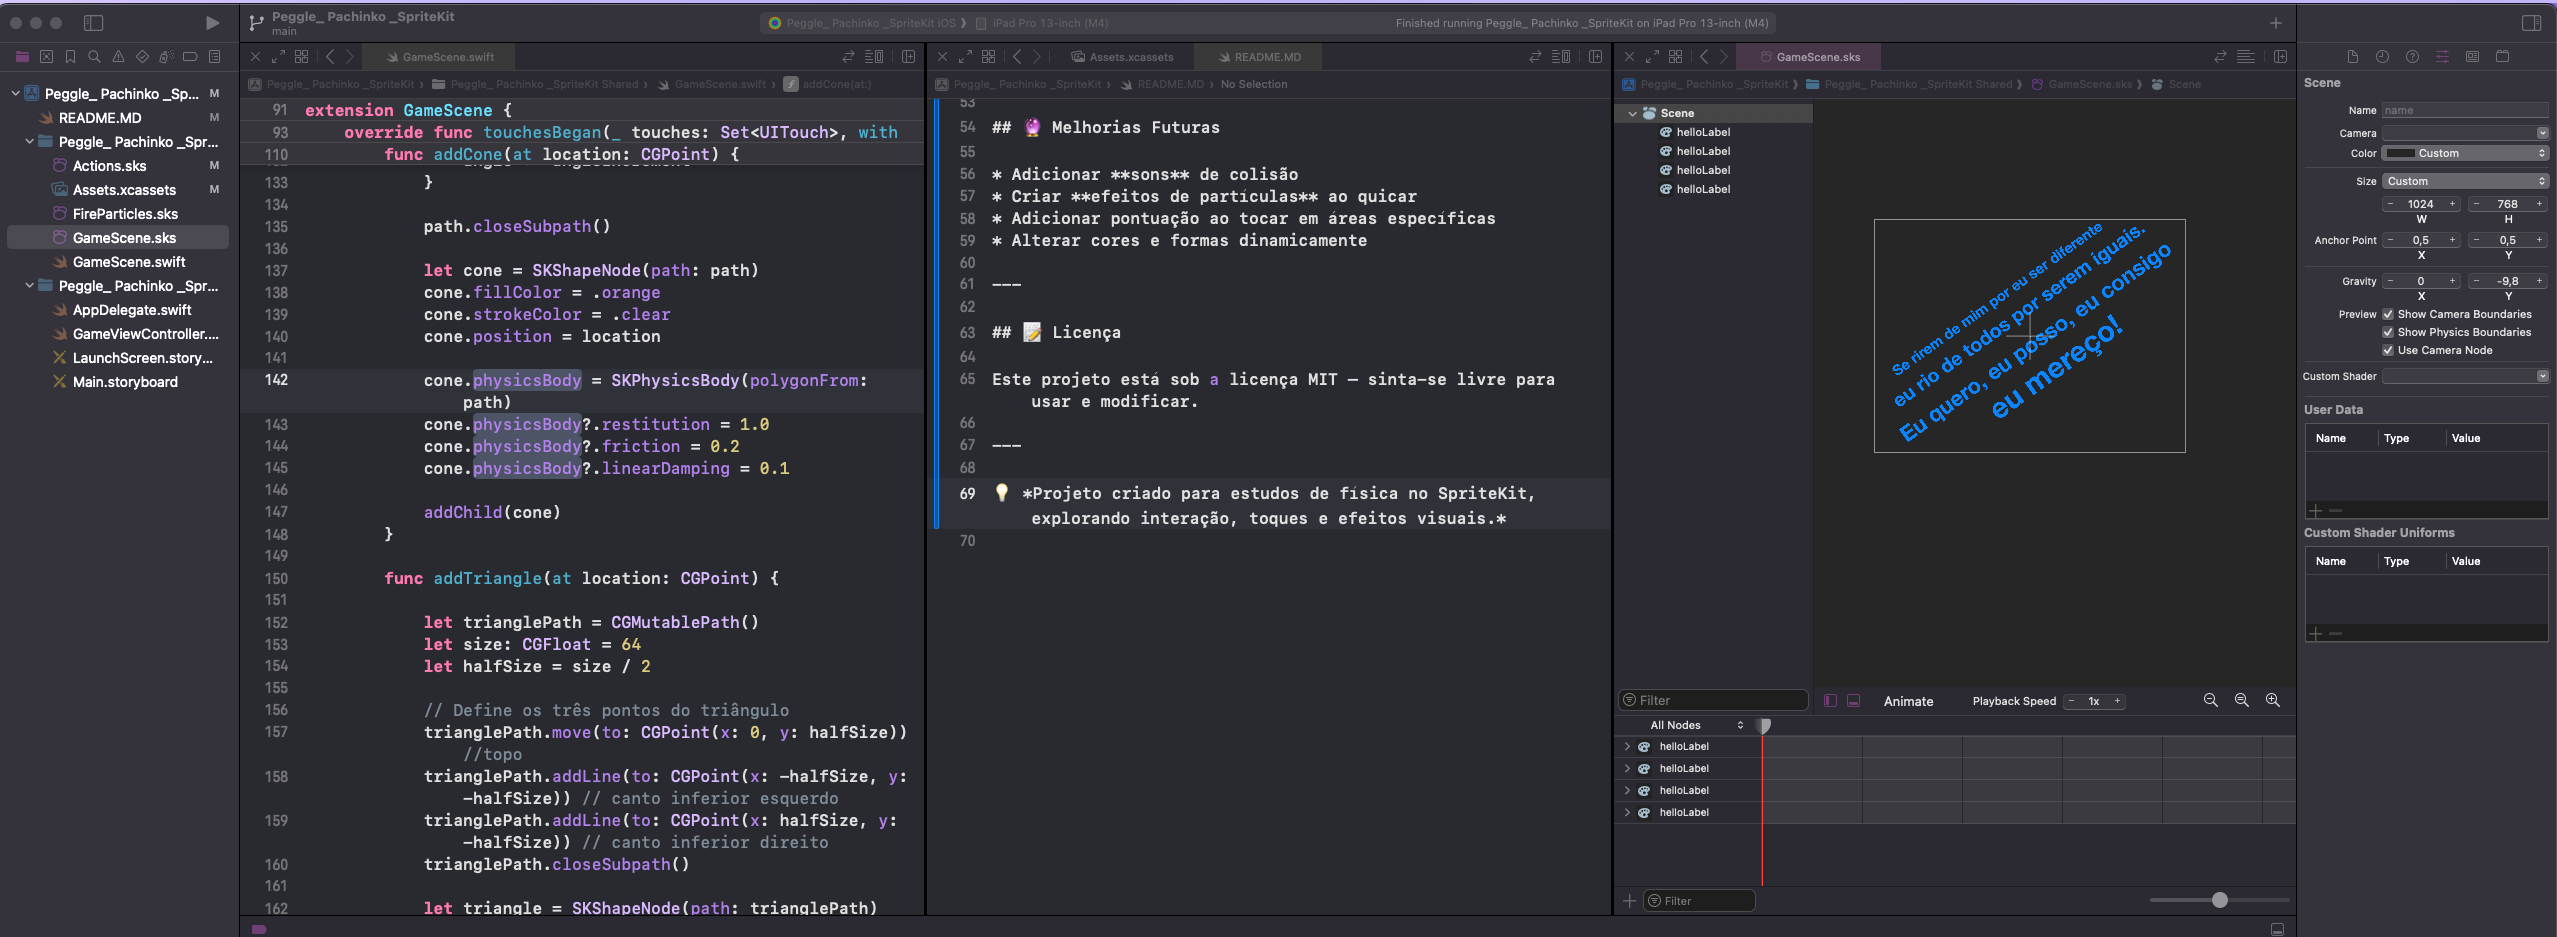 Peggle_ Pachinko _SpriteKit
main
Peggle_ Pachinko _SpriteKit iOS
iPad Pro 13-inch (M4)
Finished running Peggle_ Pachinko _SpriteKit on iPad Pro 13-inch (M4)
Peggle_ Pachinko _Sp... M
README.MD M
Peggle_ Pachinko _Spr...
Actions.sks M
Assets.xcassets M
FireParticles.sks
GameScene.sks
GameScene.swift
Peggle_ Pachinko _Spr...
AppDelegate.swift
GameViewController....
LaunchScreen.story...
Main.storyboard
GameScene.swift
Peggle_ Pachinko _SpriteKit
Peggle_ Pachinko _SpriteKit Shared
GameScene.swift
addCone(at:)
91 extension GameScene {
93 override func touchesBegan(_ touches: Set<UITouch>, with
110 func addCone(at location: CGPoint) {
133 }
134
135 path.closeSubpath()
136
137 let cone = SKShapeNode(path: path)
138 cone.fillColor = .orange
139 cone.strokeColor = .clear
140 cone.position = location
141
142 cone.physicsBody = SKPhysicsBody(polygonFrom:
path)
143 cone.physicsBody?.restitution = 1.0
144 cone.physicsBody?.friction = 0.2
145 cone.physicsBody?.linearDamping = 0.1
146
147 addChild(cone)
148 }
149
150 func addTriangle(at location: CGPoint) {
151
152 let trianglePath = CGMutablePath()
153 let size: CGFloat = 64
154 let halfSize = size / 2
155
156 // Define os três pontos do triângulo
157 trianglePath.move(to: CGPoint(x: 0, y: halfSize))
//topo
158 trianglePath.addLine(to: CGPoint(x: -halfSize, y:
-halfSize)) // canto inferior esquerdo
159 trianglePath.addLine(to: CGPoint(x: halfSize, y:
-halfSize)) // canto inferior direito
160 trianglePath.closeSubpath()
161
162 let triangle = SKShapeNode(path: trianglePath)
Assets.xcassets
README.MD
Peggle_ Pachinko _SpriteKit
README.MD
No Selection
53
54 ## 🔮 Melhorias Futuras
55
56 * Adicionar **sons** de colisão
57 * Criar **efeitos de partículas** ao quicar
58 * Adicionar pontuação ao tocar em áreas específicas
59 * Alterar cores e formas dinamicamente
60
61 ---
62
63 ## 📝 Licença
64
65 Este projeto está sob a licença MIT — sinta-se livre para
usar e modificar.
66
67 ---
68
69 💡 *Projeto criado para estudos de física no SpriteKit,
explorando interação, toques e efeitos visuais.*
70
GameScene.sks
Peggle_ Pachinko _SpriteKit
Peggle_ Pachinko _SpriteKit Shared
GameScene.sks
Scene
Scene
helloLabel
helloLabel
helloLabel
helloLabel
Se rirem de mim por eu ser diferente
eu rio de todos por serem iguais.
Eu quero, eu posso, eu consigo
eu mereço!
Filter
Animate
Playback Speed
− 1x +
All Nodes
helloLabel
helloLabel
helloLabel
helloLabel
Filter
Scene
Name name
Camera
Color Custom
Size Custom
− 1024 + − 768 +
W H
Anchor Point − 0,5 + − 0,5 +
X Y
Gravity − 0 + − -9,8 +
X Y
Preview Show Camera Boundaries
Show Physics Boundaries
Use Camera Node
Custom Shader
User Data
Name Type Value
Custom Shader Uniforms
Name Type Value